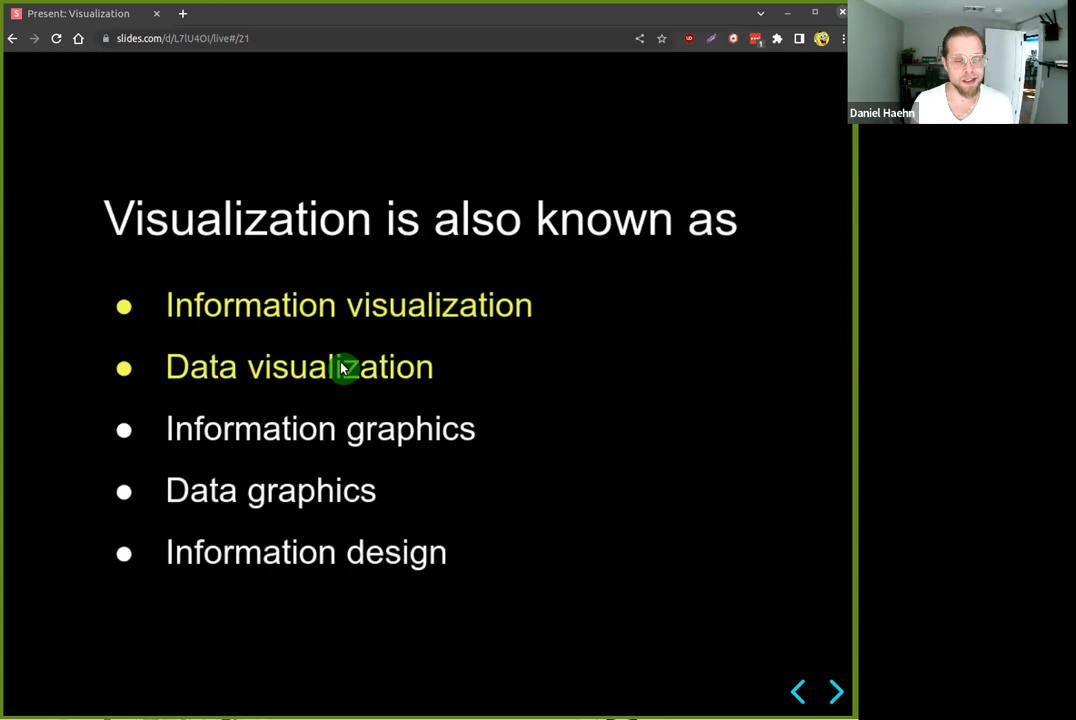 Present: Visualization
slides.com/d/L7lU4OI/live#/21
1
Daniel Haehn
Visualization is also known as
● Information visualization
● Data visualization
● Information graphics
● Data graphics
● Information design